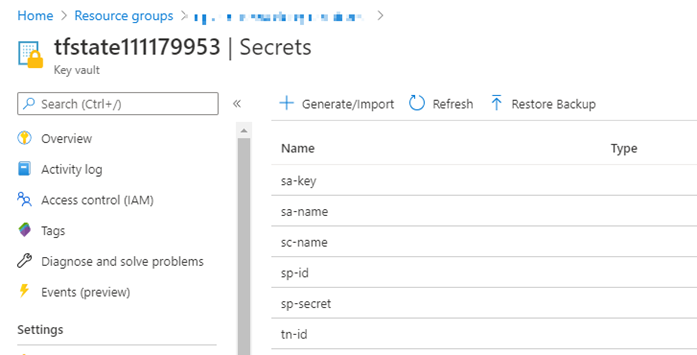 Home > Resource groups > >
tfstate111179953 | Secrets
Key vault
Search (Ctrl+/)
«
Generate/Import
Refresh
Restore Backup
Overview
Activity log
Access control (IAM)
Tags
Diagnose and solve problems
Events (preview)
Settings
Name
Type
sa-key
sa-name
sc-name
sp-id
sp-secret
tn-id